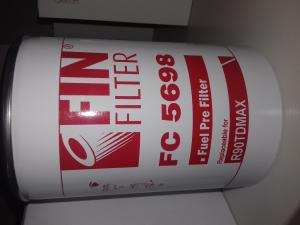 FIN®
FILTER
FC 5698
Fuel Pre Filter
Replaceable for
R90TDMAX